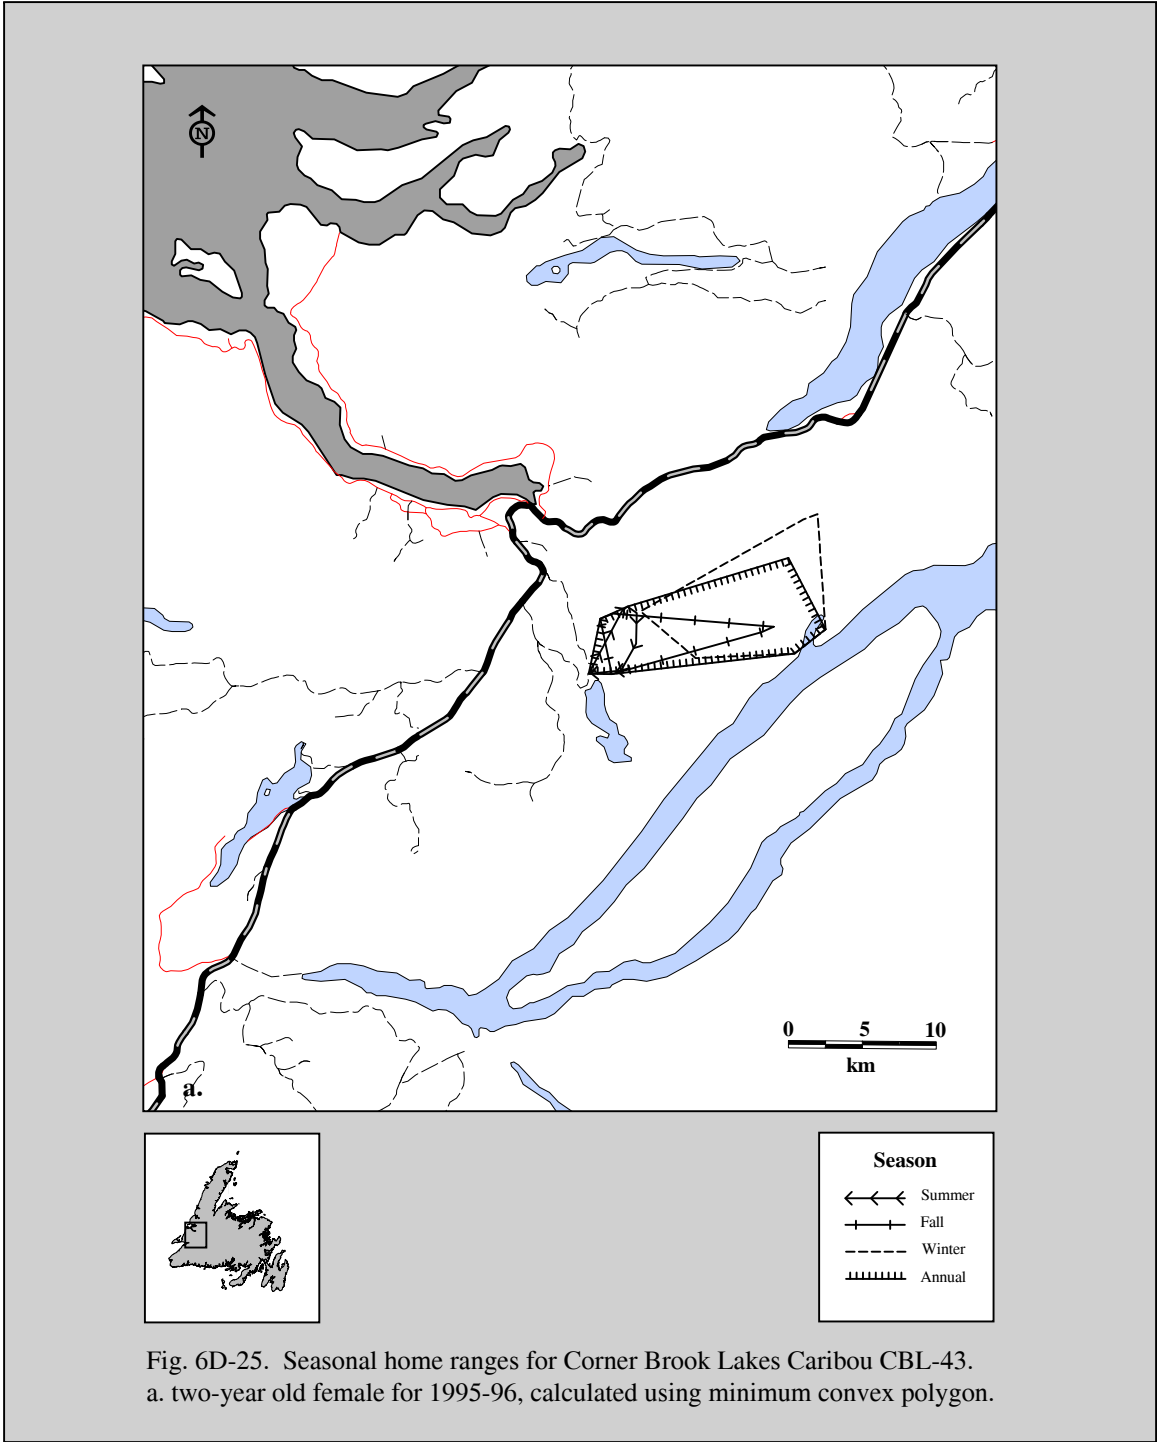 N
0 5 10
km
a.
Season
Summer
Fall
Winter
Annual
Fig. 6D-25. Seasonal home ranges for Corner Brook Lakes Caribou CBL-43.
a. two-year old female for 1995-96, calculated using minimum convex polygon.